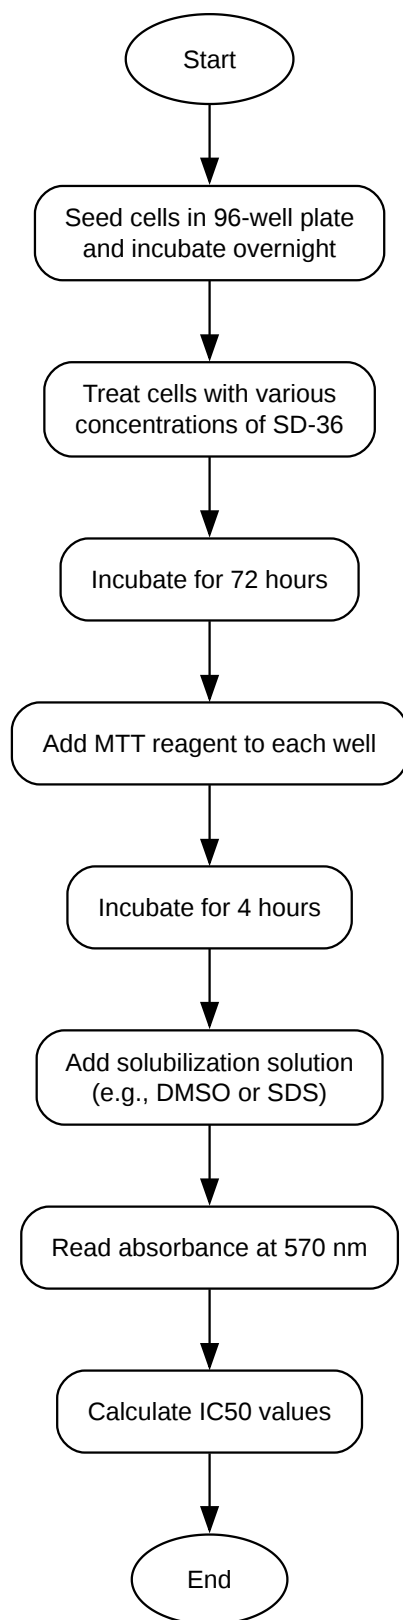 Start
Seed cells in 96-well plate
and incubate overnight
Treat cells with various
concentrations of SD-36
Incubate for 72 hours
Add MTT reagent to each well
Incubate for 4 hours
Add solubilization solution
(e.g., DMSO or SDS)
Read absorbance at 570 nm
Calculate IC50 values
End